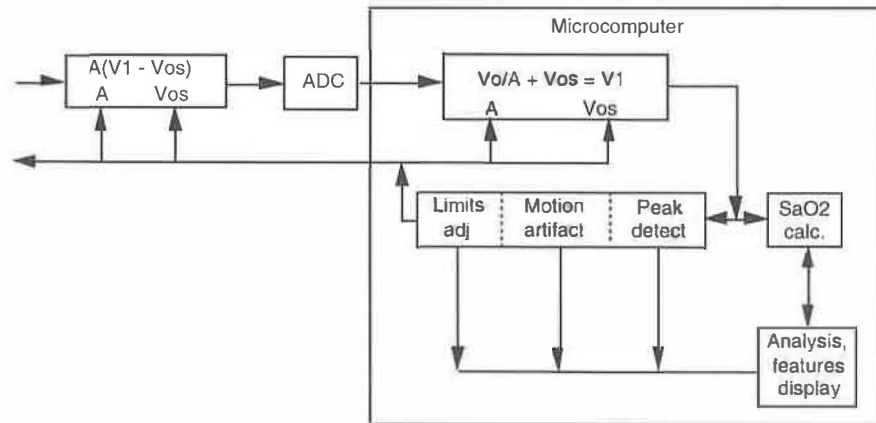 Microcomputer
A(V1 - Vos)
A Vos
ADC
Vo/A + Vos = V1
A Vos
Limits
adj
Motion
artifact
Peak
detect
SaO2
calc.
Analysis,
features
display